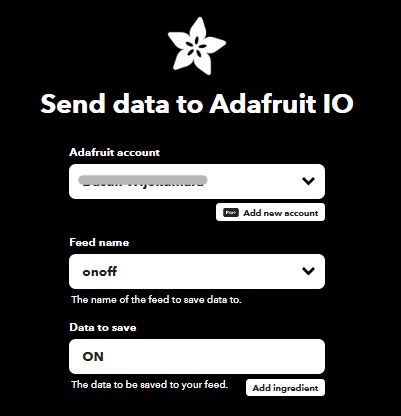 Send data to Adafruit IO
Adafruit account
Pro+ Add new account
Feed name
onoff
The name of the feed to save data to.
Data to save
ON
The data to be saved to your feed.
Add ingredient